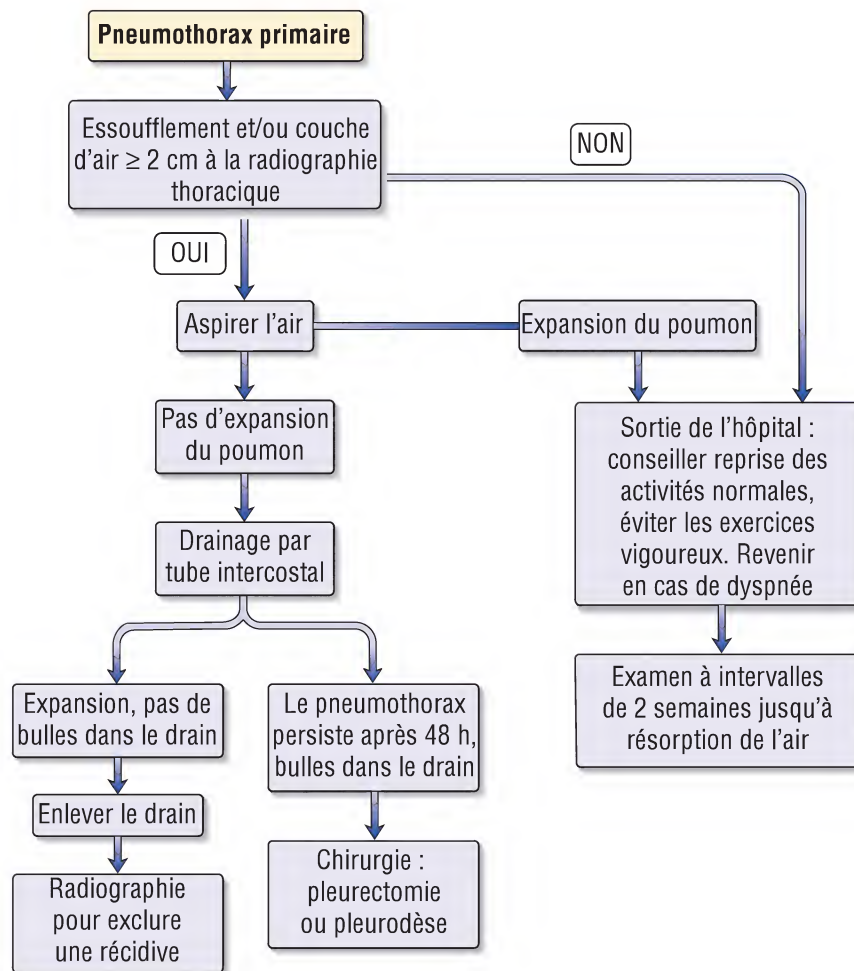 Pneumothorax primaire
Essoufflement et/ou couche
d'air ≥ 2 cm à la radiographie
thoracique
NON
OUI
Aspirer l'air
Expansion du poumon
Pas d'expansion
du poumon
Sortie de l'hôpital :
conseiller reprise des
activités normales,
éviter les exercices
vigoureux. Revenir
en cas de dyspnée
Drainage par
tube intercostal
Examen à intervalles
de 2 semaines jusqu'à
résorption de l'air
Expansion, pas de
bulles dans le drain
Le pneumothorax
persiste après 48 h,
bulles dans le drain
Enlever le drain
Radiographie
pour exclure
une récidive
Chirurgie :
pleurectomie
ou pleurodèse